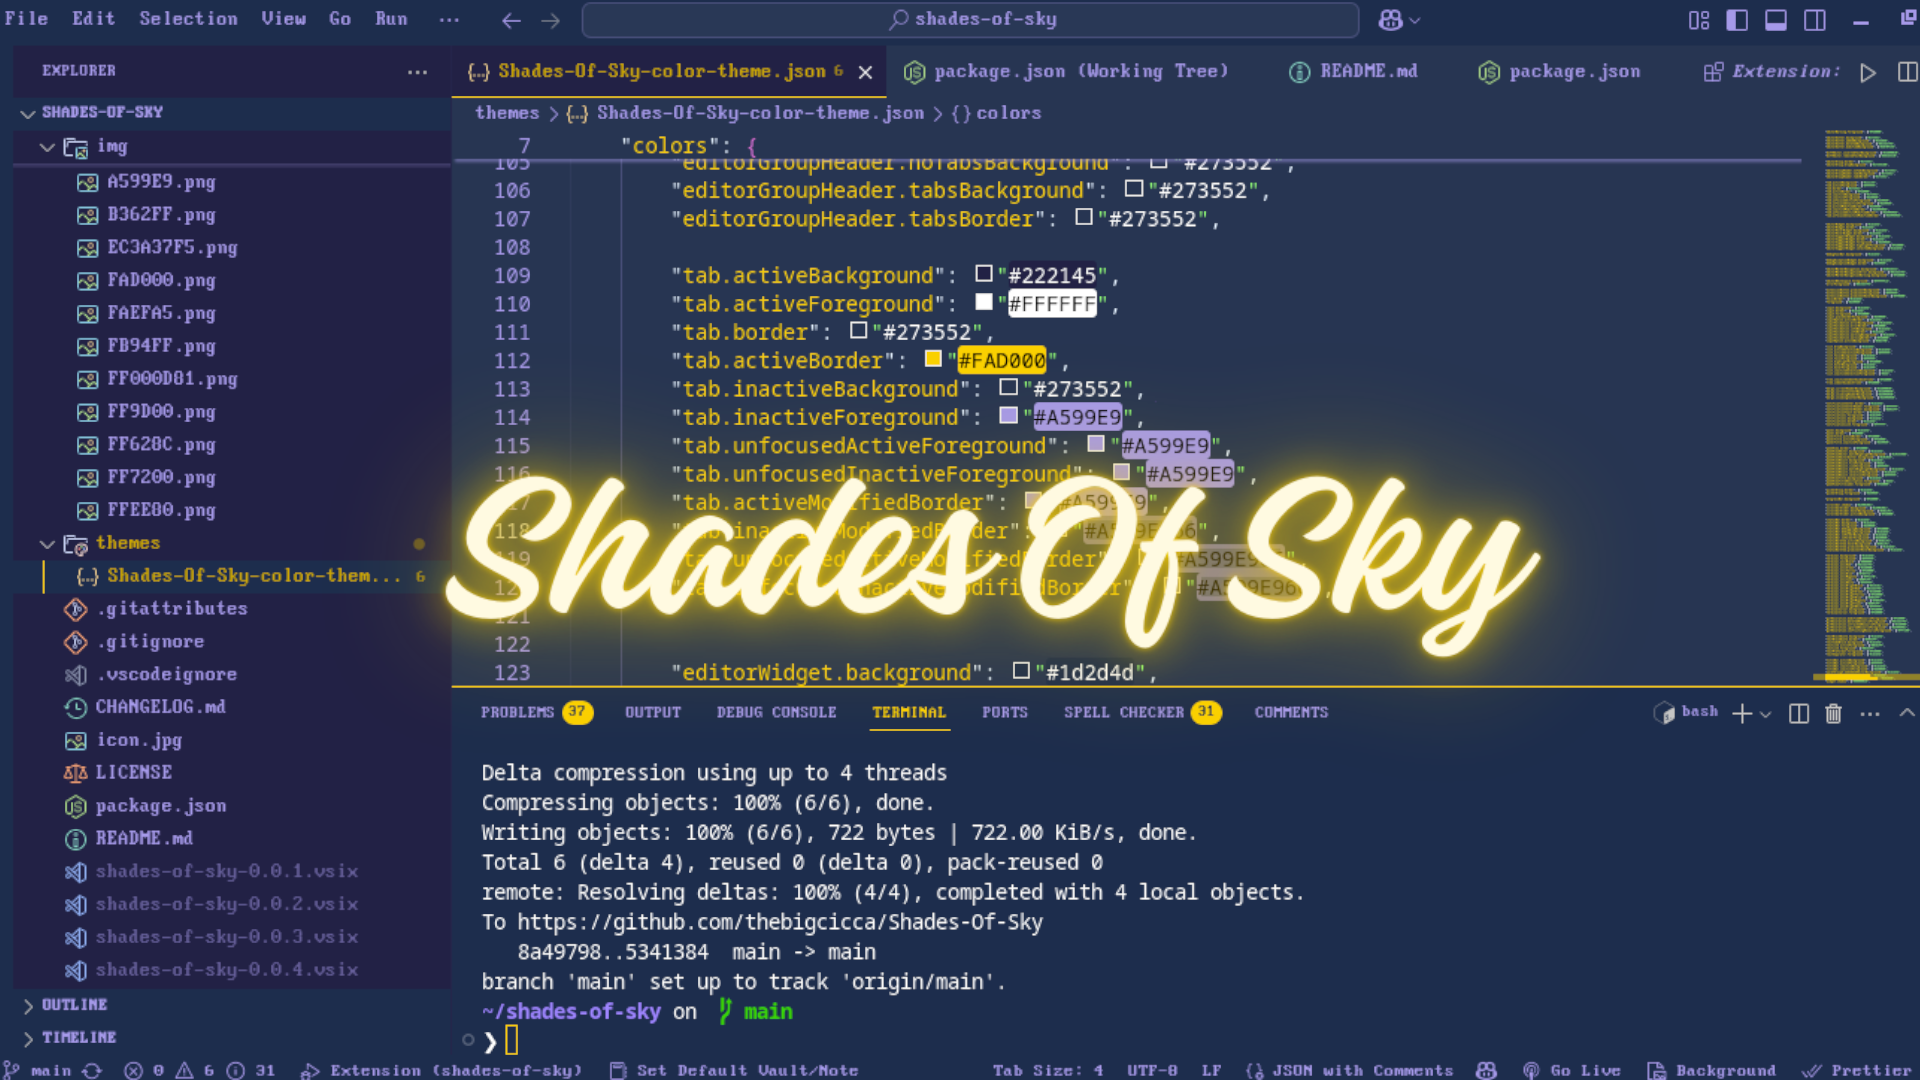 File Edit Selection View Go Run ...
shades-of-sky
EXPLORER ...
SHADES-OF-SKY
img
A599E9.png
B362FF.png
EC3A37F5.png
FAD000.png
FAEFA5.png
FB94FF.png
FF000D81.png
FF9D00.png
FF628C.png
FF7200.png
FFEE80.png
themes
{..} Shades-Of-Sky-color-them... 6
.gitattributes
.gitignore
.vscodeignore
CHANGELOG.md
icon.jpg
LICENSE
package.json
README.md
shades-of-sky-0.0.1.vsix
shades-of-sky-0.0.2.vsix
shades-of-sky-0.0.3.vsix
shades-of-sky-0.0.4.vsix
OUTLINE
TIMELINE
{..} Shades-Of-Sky-color-theme.json 6 package.json (Working Tree) README.md package.json Extension:
themes > {..} Shades-Of-Sky-color-theme.json > {} colors
7 "colors": {
105 "editorGroupHeader.noTabsBackground": "#273552",
106 "editorGroupHeader.tabsBackground": "#273552",
107 "editorGroupHeader.tabsBorder": "#273552",
108
109 "tab.activeBackground": "#222145",
110 "tab.activeForeground": "#FFFFFF",
111 "tab.border": "#273552",
112 "tab.activeBorder": "#FAD000",
113 "tab.inactiveBackground": "#273552",
114 "tab.inactiveForeground": "#A599E9",
115 "tab.unfocusedActiveForeground": "#A599E9",
116 "tab.unfocusedInactiveForeground": "#A599E9",
"tab.activeModifiedBorder":
121
122
123 "editorWidget.background": "#1d2d4d",
Shades Of Sky
PROBLEMS 37 OUTPUT DEBUG CONSOLE TERMINAL PORTS SPELL CHECKER 31 COMMENTS bash
Delta compression using up to 4 threads
Compressing objects: 100% (6/6), done.
Writing objects: 100% (6/6), 722 bytes | 722.00 KiB/s, done.
Total 6 (delta 4), reused 0 (delta 0), pack-reused 0
remote: Resolving deltas: 100% (4/4), completed with 4 local objects.
To https://github.com/thebigcicca/Shades-Of-Sky
8a49798..5341384 main -> main
branch 'main' set up to track 'origin/main'.
~/shades-of-sky on main
❯
main 0 6 31 Extension (shades-of-sky) Set Default Vault/Note Tab Size: 4 UTF-8 LF {} JSON with Comments Go Live Background Prettier